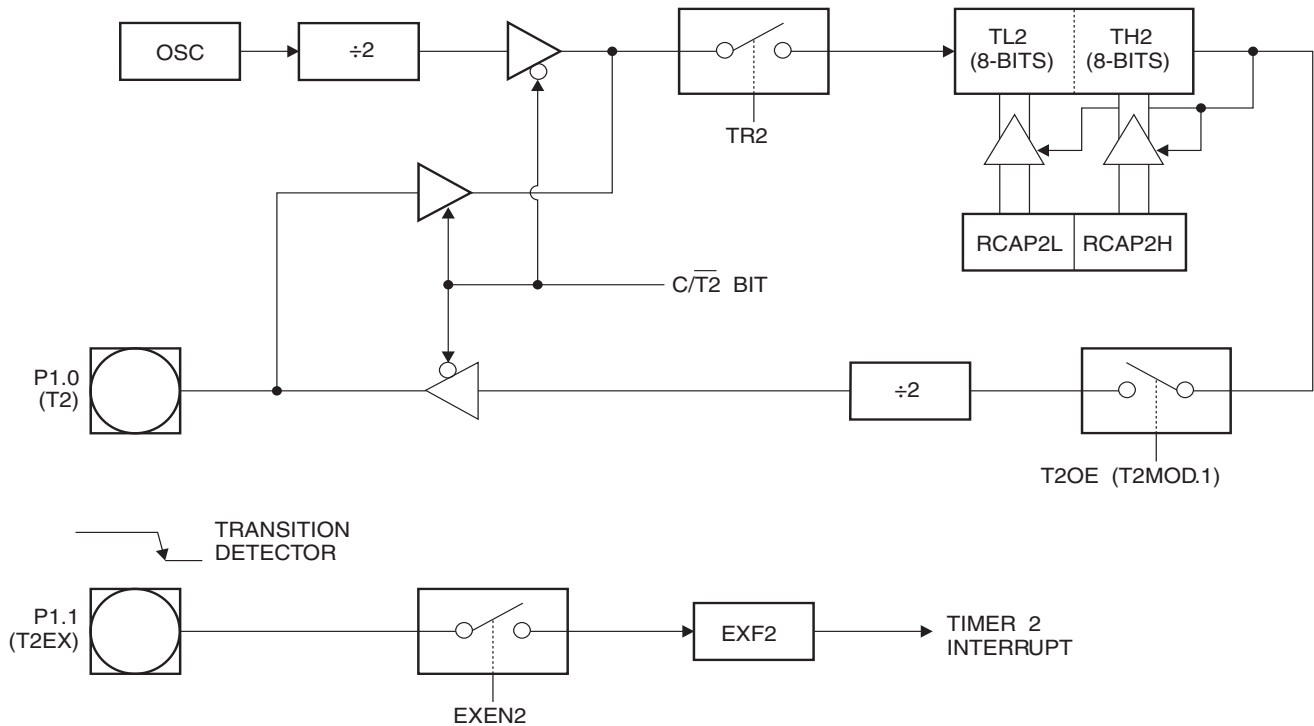 OSC
÷2
TR2
TL2
(8-BITS)
TH2
(8-BITS)
RCAP2L
RCAP2H
C/T̅2̅ BIT
P1.0
(T2)
÷2
T2OE (T2MOD.1)
TRANSITION
DETECTOR
P1.1
(T2EX)
EXEN2
EXF2
TIMER 2
INTERRUPT